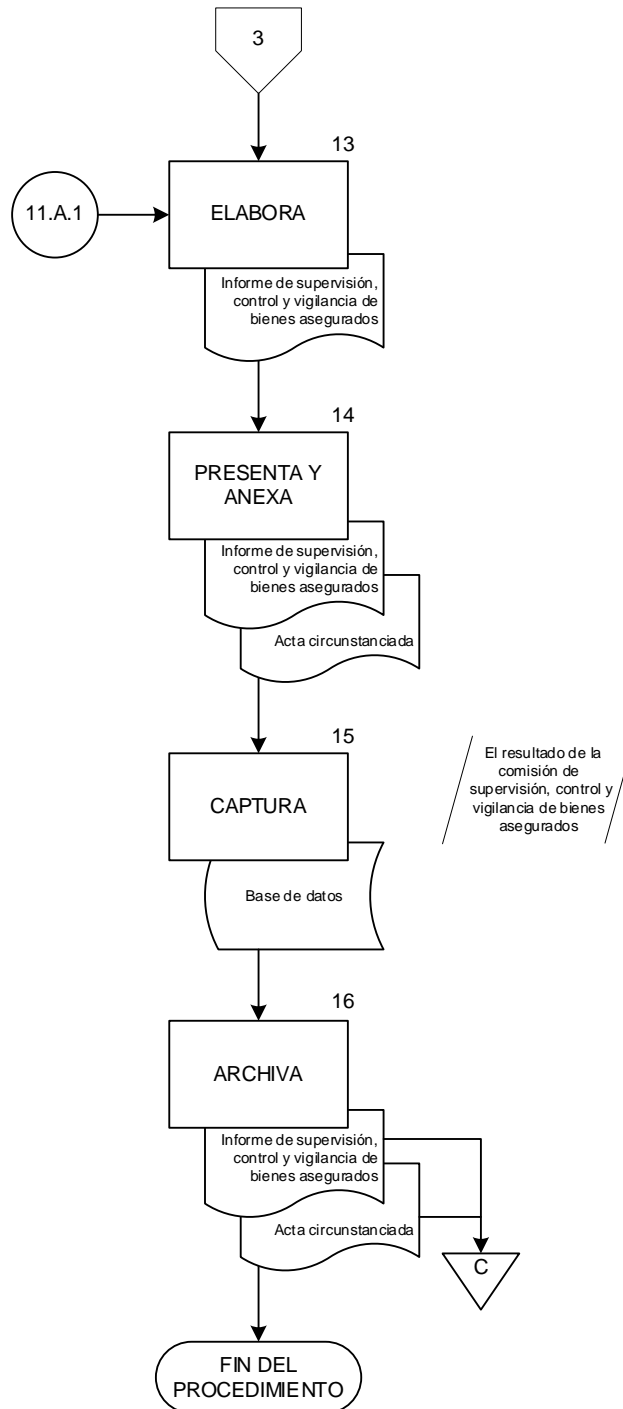 3
13
11.A.1
ELABORA
Informe de supervisión,
control y vigilancia de
bienes asegurados
14
PRESENTA Y
ANEXA
Informe de supervisión,
control y vigilancia de
bienes asegurados
Acta circunstanciada
15
CAPTURA
El resultado de la
comisión de
supervisión, control y
vigilancia de bienes
asegurados
Base de datos
16
ARCHIVA
Informe de supervisión,
control y vigilancia de
bienes asegurados
Acta circunstanciada
C
FIN DEL
PROCEDIMIENTO